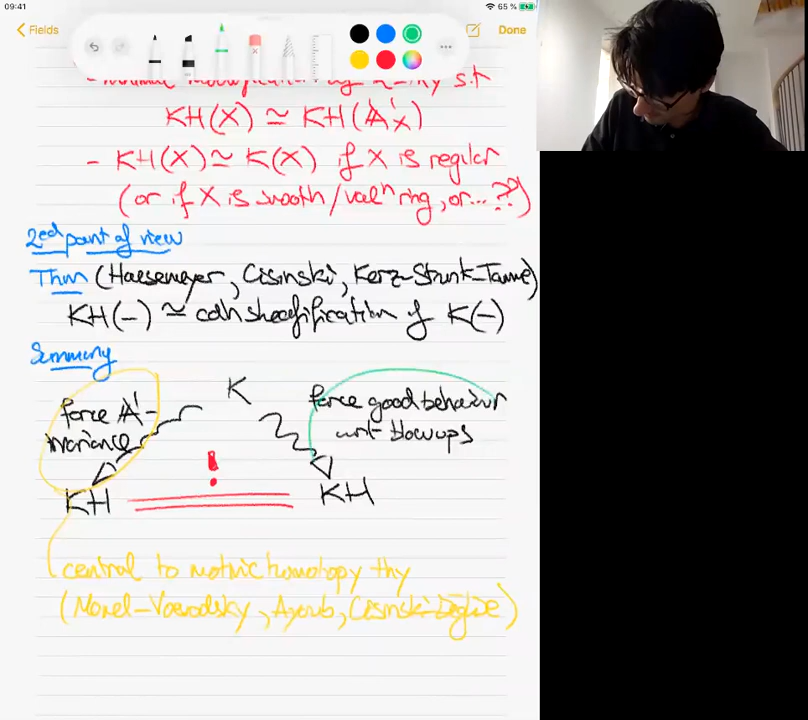 09:41
65 %
Fields
Done
s.t
KH(X) ≃ KH(A¹x)
- KH(X) ≃ K(X) if X is regular
(or if X is smooth/valⁿ ring, or...??)
2nd point of view
Thm (Haesemeyer, Cisinski, Kerz-Strunk-Tamme)
KH(-) ≃ cdh sheafification of K(-)
Summary
K
force A¹-
invariance
force good behaviour
wrt blowups
!
KH
KH
central to motivic homotopy thy
(Morel-Voevodsky, Ayoub, Cisinski-Déglise)